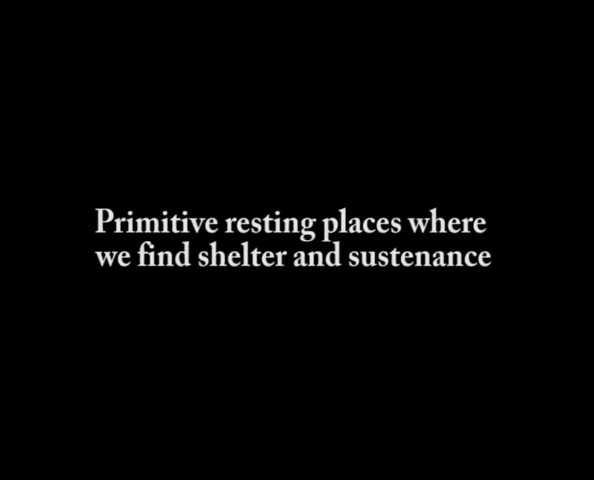 Primitive resting places where
we find shelter and sustenance